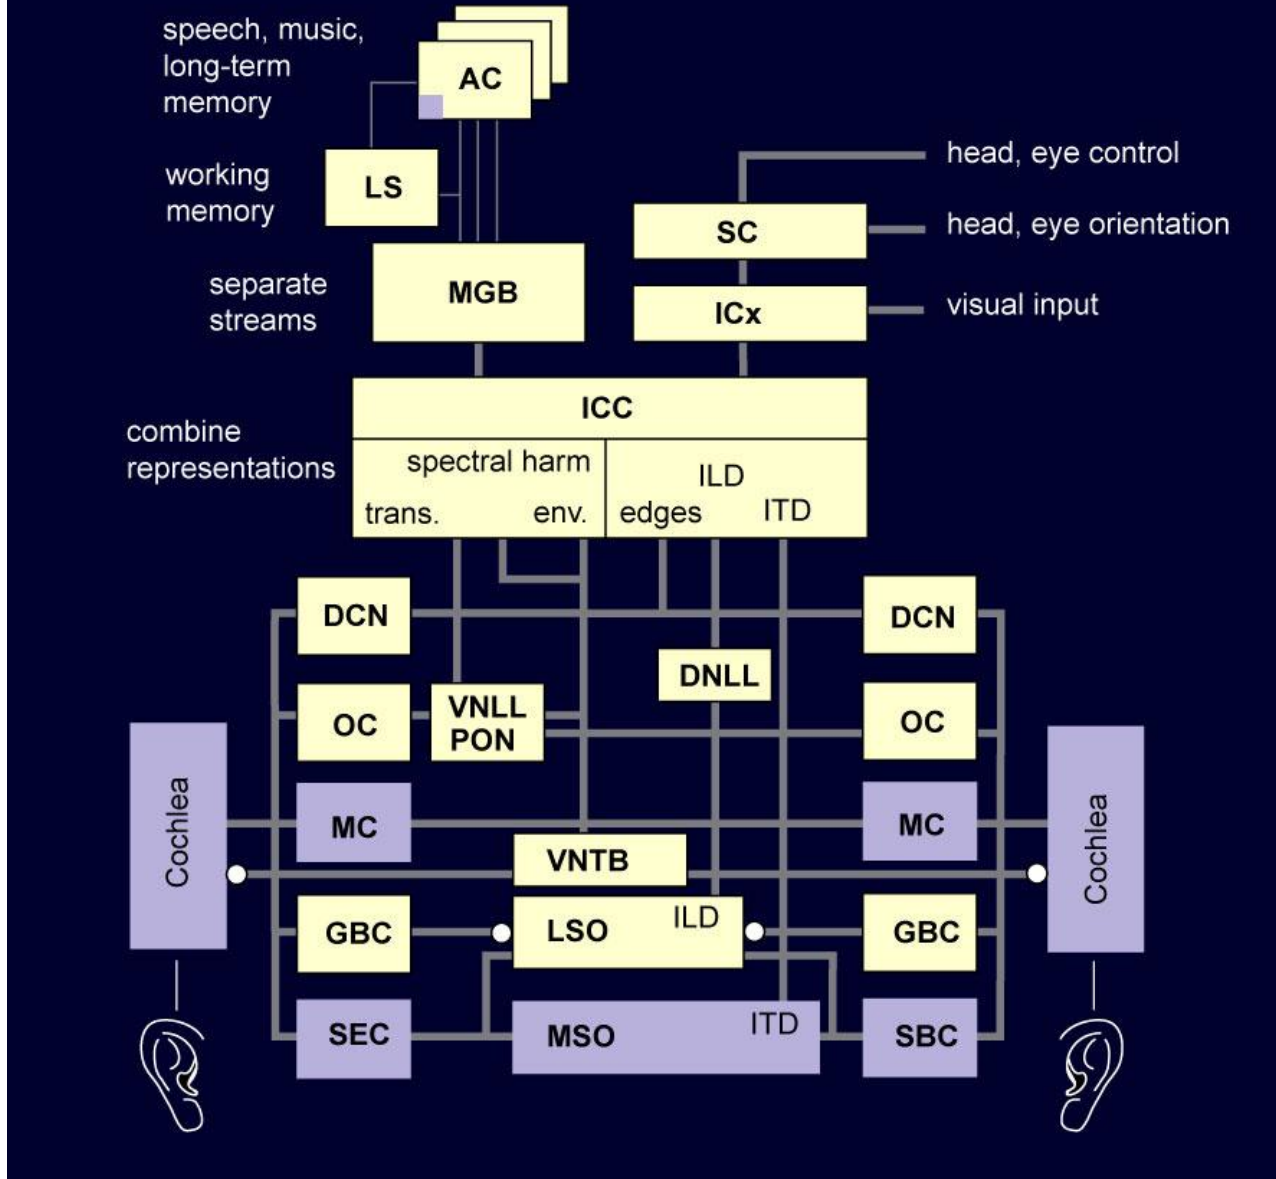 speech, music,
long-term
memory
AC
working
memory
LS
head, eye control
SC
head, eye orientation
separate
streams
MGB
ICx
visual input
ICC
combine
representations
spectral harm
trans.
env.
ILD
edges
ITD
DCN
DCN
DNLL
OC
VNLL
PON
OC
Cochlea
MC
MC
Cochlea
VNTB
GBC
LSO
ILD
GBC
SEC
MSO
ITD
SBC